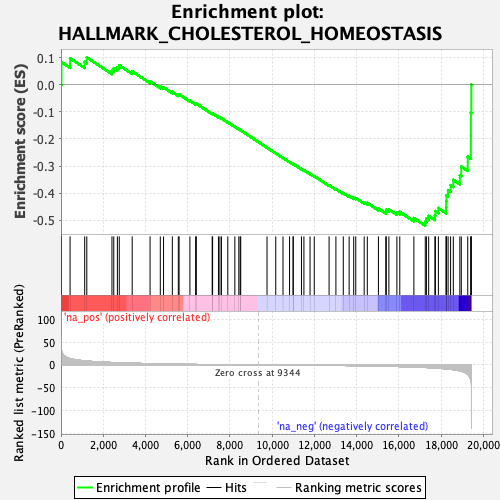 Enrichment plot:
HALLMARK_CHOLESTEROL_HOMEOSTASIS
Enrichment score (ES)
0.1
0.0
-0.1
-0.2
-0.3
-0.4
-0.5
'na_pos' (positively correlated)
Ranked list metric (PreRanked)
100
50
0
-50
-100
-150
Zero cross at 9344
'na_neg' (negatively correlated)
0
2,000
4,000
6,000
8,000
10,000
12,000
14,000
16,000
18,000
20,000
Rank in Ordered Dataset
Enrichment profile
Hits
Ranking metric scores